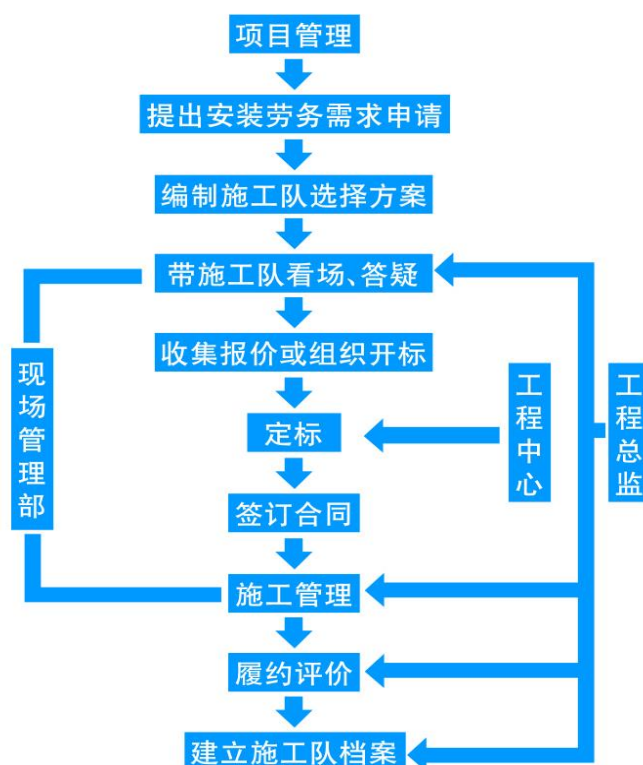 项目管理
提出安装劳务需求申请
编制施工队选择方案
带施工队看场、答疑
收集报价或组织开标
定标
签订合同
施工管理
履约评价
建立施工队档案
现场管理部
工程中心
工程总监